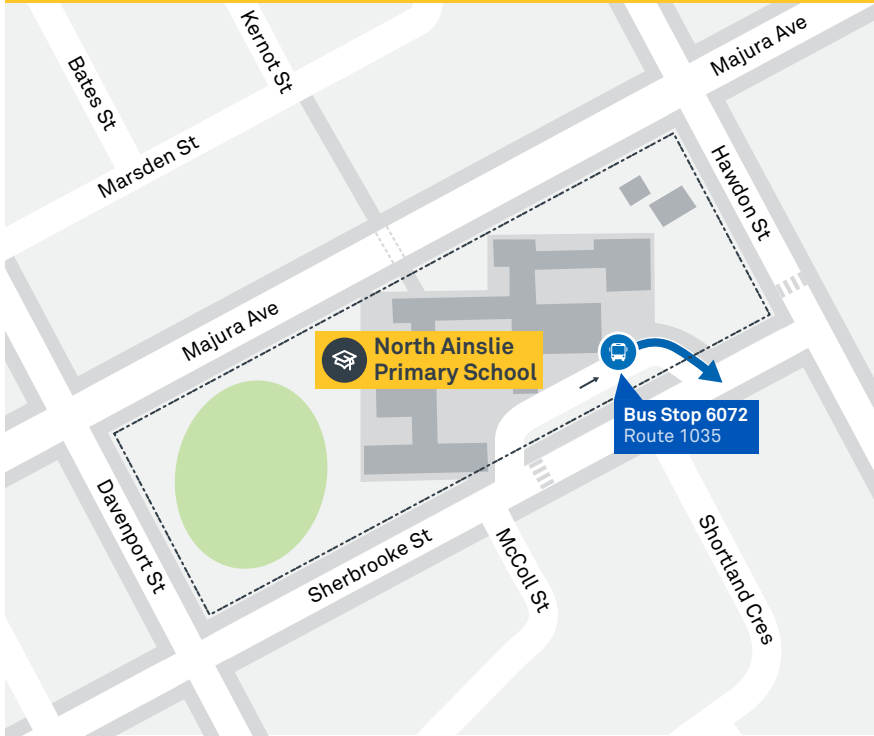 Kernot St
Majura Ave
Bates St
Marsden St
Hawdon St
Majura Ave
North Ainslie
Primary School
Bus Stop 6072
Route 1035
Davenport St
Sherbrooke St
McColl St
Shortland Cres